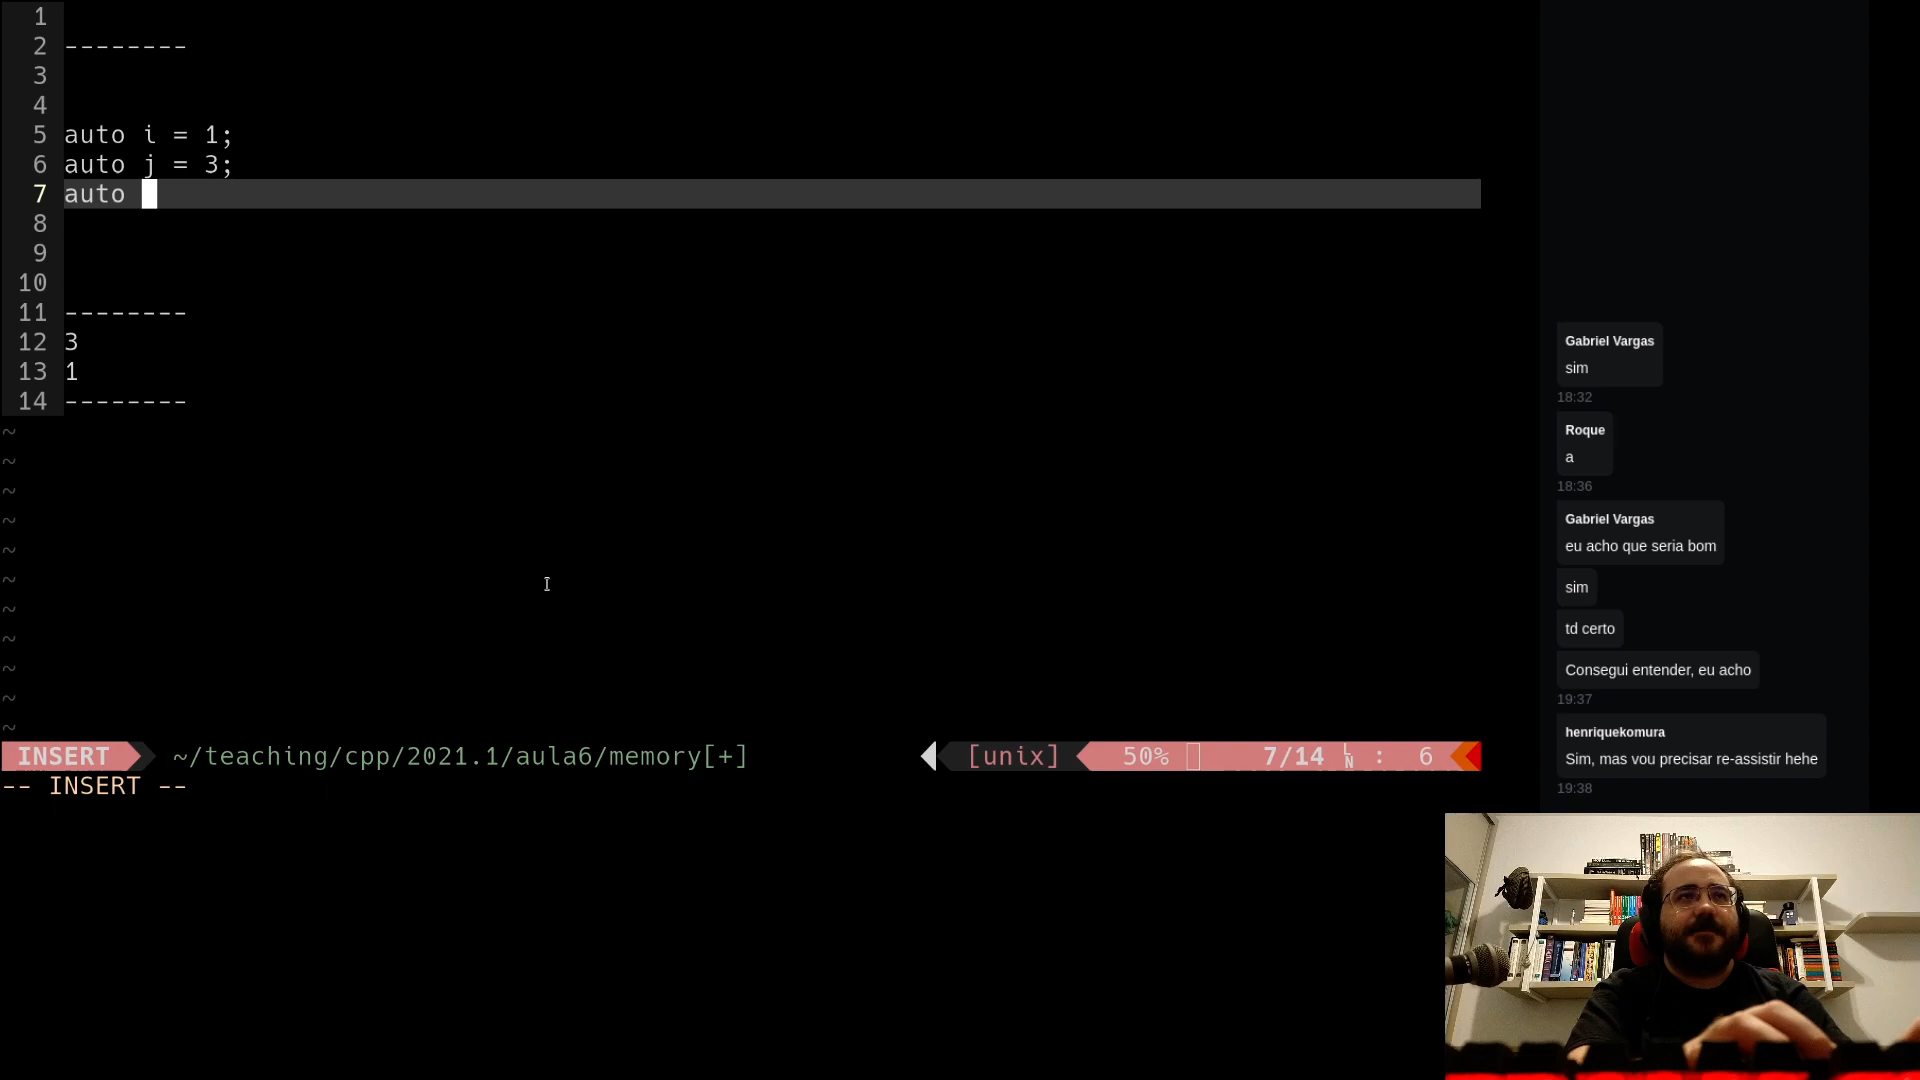 1
2 --------
3
4
5 auto i = 1;
6 auto j = 3;
7 auto
8
9
10
11 --------
12 3
13 1
14 --------
~
~
~
~
~
~
~
~
~
~
~
INSERT ~/teaching/cpp/2021.1/aula6/memory[+] [unix] 50% 7/14 LN : 6
-- INSERT --
Gabriel Vargas
sim
18:32
Roque
a
18:36
Gabriel Vargas
eu acho que seria bom
sim
td certo
Consegui entender, eu acho
19:37
henriquekomura
Sim, mas vou precisar re-assistir hehe
19:38